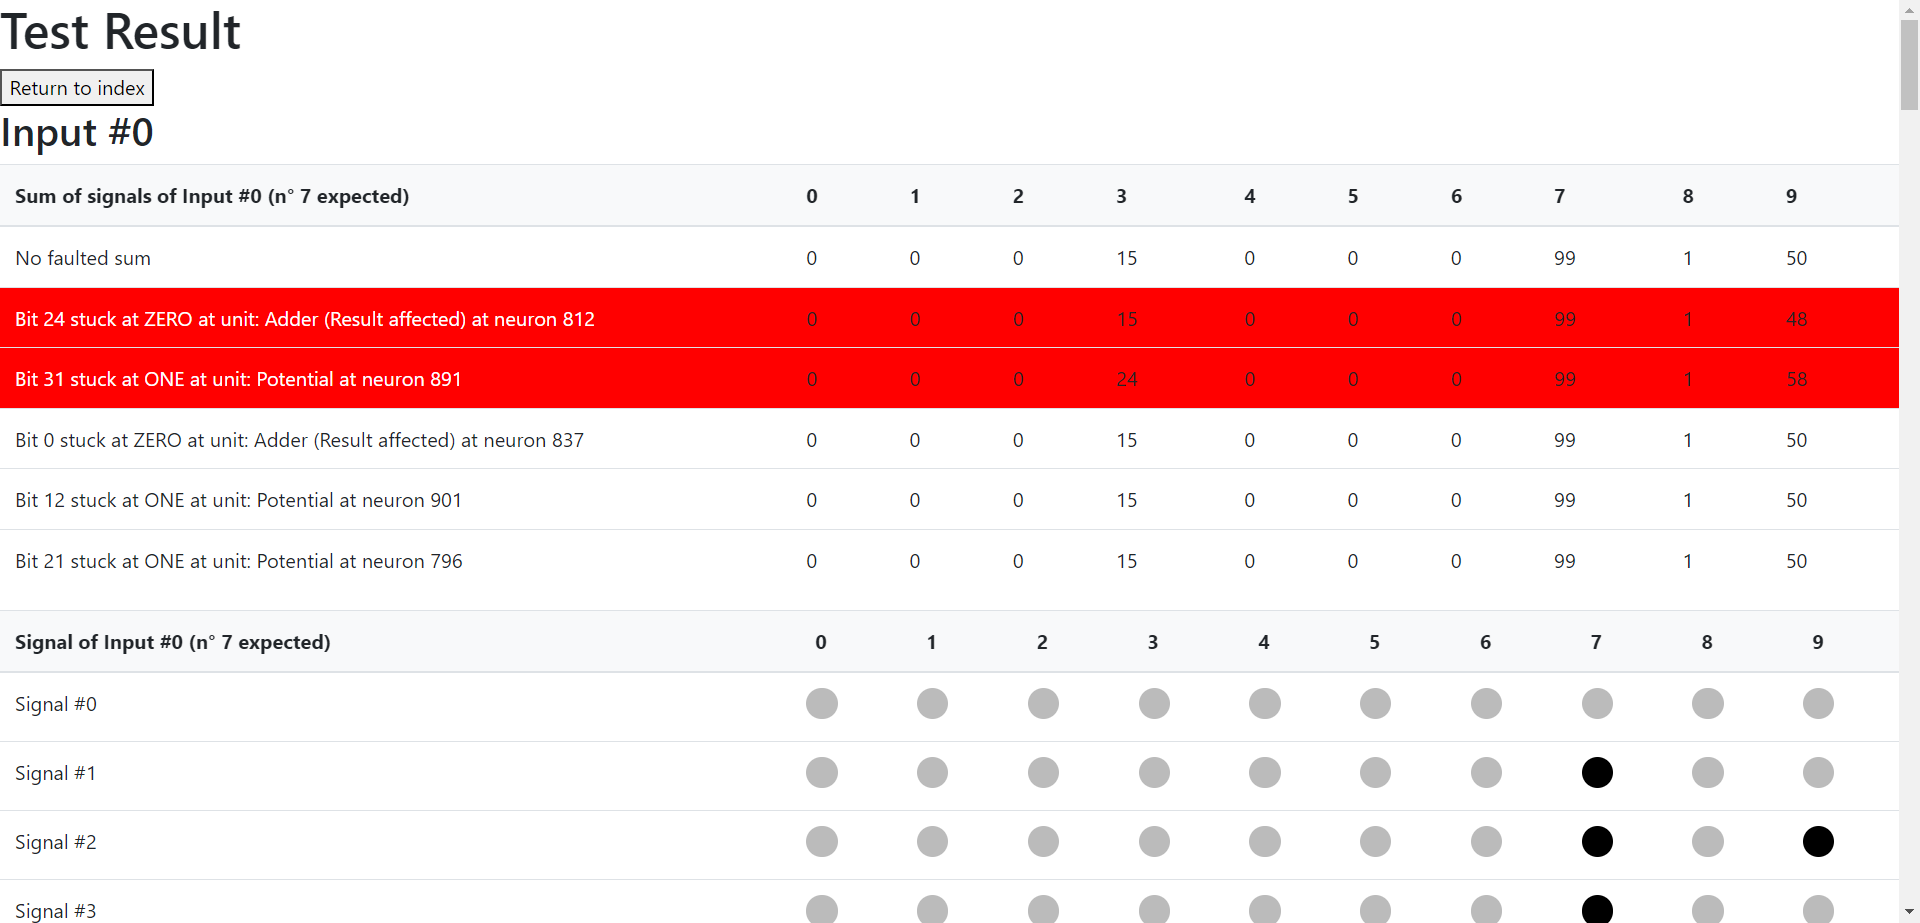 Test Result
Return to index
Input #0
Sum of signals of Input #0 (n° 7 expected) 0 1 2 3 4 5 6 7 8 9
No faulted sum 0 0 0 15 0 0 0 99 1 50
Bit 24 stuck at ZERO at unit: Adder (Result affected) at neuron 812 0 0 0 15 0 0 0 99 1 48
Bit 31 stuck at ONE at unit: Potential at neuron 891 0 0 0 24 0 0 0 99 1 58
Bit 0 stuck at ZERO at unit: Adder (Result affected) at neuron 837 0 0 0 15 0 0 0 99 1 50
Bit 12 stuck at ONE at unit: Potential at neuron 901 0 0 0 15 0 0 0 99 1 50
Bit 21 stuck at ONE at unit: Potential at neuron 796 0 0 0 15 0 0 0 99 1 50
Signal of Input #0 (n° 7 expected) 0 1 2 3 4 5 6 7 8 9
Signal #0
Signal #1
Signal #2
Signal #3